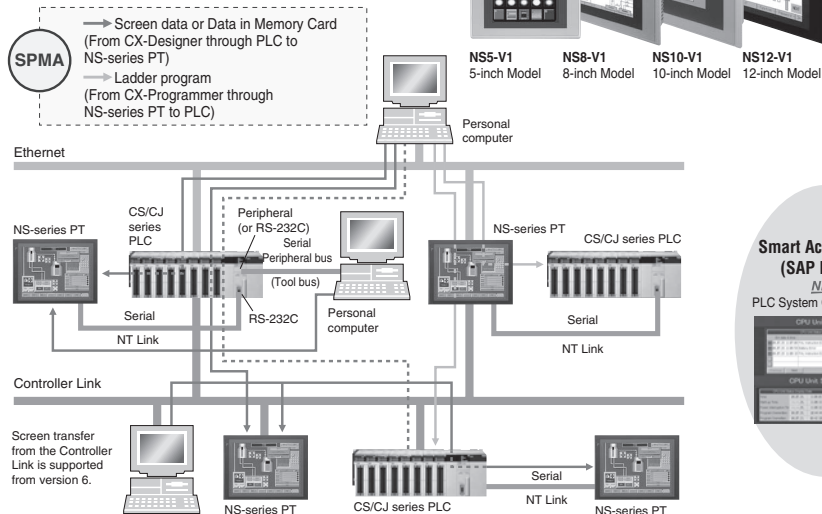 SPMA
Screen data or Data in Memory Card
(From CX-Designer through PLC to
NS-series PT)
Ladder program
(From CX-Programmer through
NS-series PT to PLC)
NS5-V1
5-inch Model
NS8-V1
8-inch Model
NS10-V1
10-inch Model
NS12-V1
12-inch Model
Personal
computer
Ethernet
NS-series PT
CS/CJ
series
PLC
Peripheral
(or RS-232C)
Serial
Peripheral bus
(Tool bus)
RS-232C
Personal
computer
Serial
NT Link
NS-series PT
CS/CJ series PLC
Serial
NT Link
Smart Ac
(SAP
PLC System
CPU Unit
Controller Link
Screen transfer
from the Controller
Link is supported
from version 6.
NS-series PT
CS/CJ series PLC
Serial
NT Link
NS-series PT